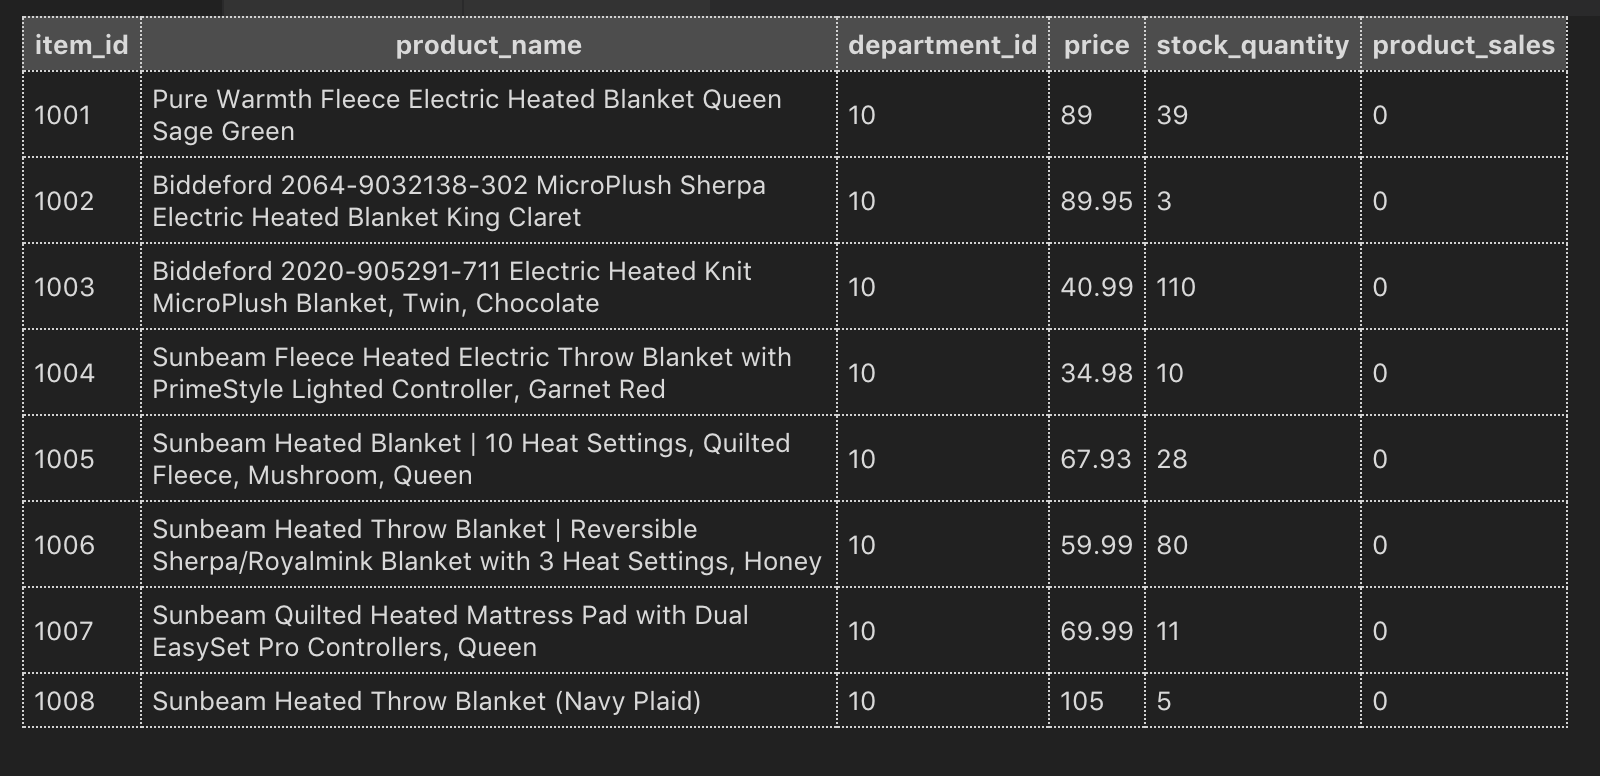 item_id product_name department_id price stock_quantity product_sales
1001 Pure Warmth Fleece Electric Heated Blanket Queen Sage Green 10 89 39 0
1002 Biddeford 2064-9032138-302 MicroPlush Sherpa Electric Heated Blanket King Claret 10 89.95 3 0
1003 Biddeford 2020-905291-711 Electric Heated Knit MicroPlush Blanket, Twin, Chocolate 10 40.99 110 0
1004 Sunbeam Fleece Heated Electric Throw Blanket with PrimeStyle Lighted Controller, Garnet Red 10 34.98 10 0
1005 Sunbeam Heated Blanket | 10 Heat Settings, Quilted Fleece, Mushroom, Queen 10 67.93 28 0
1006 Sunbeam Heated Throw Blanket | Reversible Sherpa/Royalmink Blanket with 3 Heat Settings, Honey 10 59.99 80 0
1007 Sunbeam Quilted Heated Mattress Pad with Dual EasySet Pro Controllers, Queen 10 69.99 11 0
1008 Sunbeam Heated Throw Blanket (Navy Plaid) 10 105 5 0